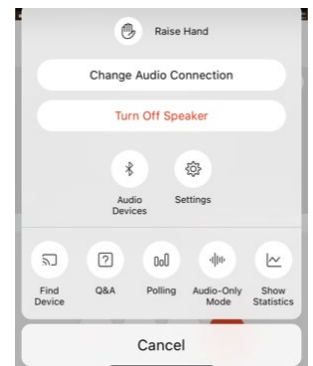 Raise Hand
Change Audio Connection
Turn Off Speaker
Audio
Devices
Settings
Find
Device
Q&A
Polling
Audio-Only
Mode
Show
Statistics
Cancel